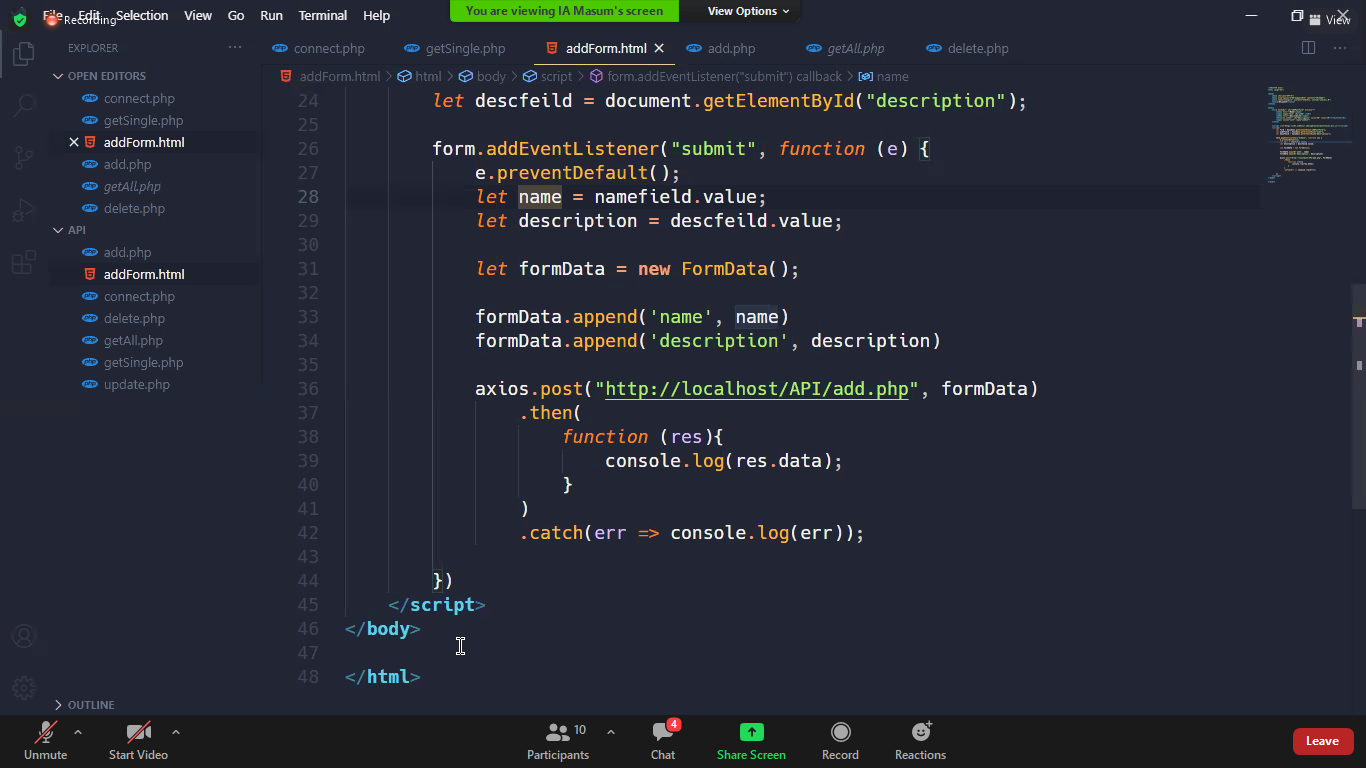 File Edit Selection View Go Run Terminal Help
Recording
You are viewing IA Masum's screen
View Options
View
EXPLORER
OPEN EDITORS
connect.php
getSingle.php
addForm.html
add.php
getAll.php
delete.php
API
add.php
addForm.html
connect.php
delete.php
getAll.php
getSingle.php
update.php
OUTLINE
connect.php getSingle.php addForm.html add.php getAll.php delete.php
addForm.html > html > body > script > form.addEventListener("submit") callback > name
24 let descfeild = document.getElementById("description");
25
26 form.addEventListener("submit", function (e) {
27 e.preventDefault();
28 let name = namefield.value;
29 let description = descfeild.value;
30
31 let formData = new FormData();
32
33 formData.append('name', name)
34 formData.append('description', description)
35
36 axios.post("http://localhost/API/add.php", formData)
37 .then(
38 function (res){
39 console.log(res.data);
40 }
41 )
42 .catch(err => console.log(err));
43
44 })
45 </script>
46 </body>
47
48 </html>
Unmute
Start Video
Participants 10
Chat 4
Share Screen
Record
Reactions
Leave